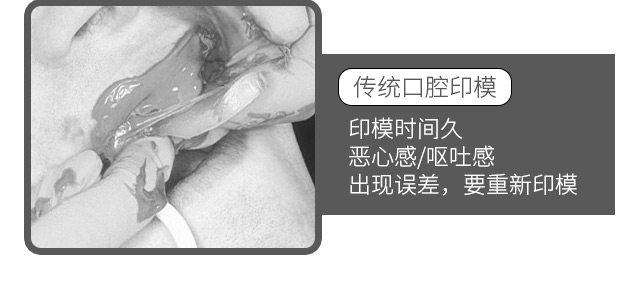 传统口腔印模
印模时间久
恶心感/呕吐感
出现误差，要重新印模